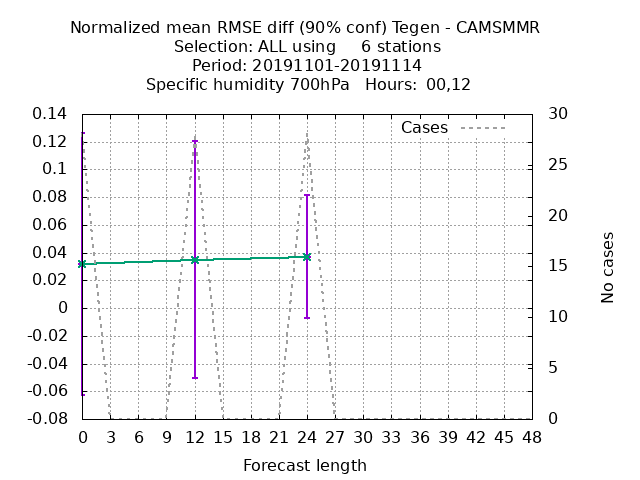 Normalized mean RMSE diff (90% conf) Tegen - CAMSMMR
Selection: ALL using     6 stations
Period: 20191101-20191114
Specific humidity 700hPa   Hours:  00,12
Cases
0.14
0.12
0.1
0.08
0.06
0.04
0.02
0
-0.02
-0.04
-0.06
-0.08
30
25
20
15
10
5
0
No cases
0 3 6 9 12 15 18 21 24 27 30 33 36 39 42 45 48
Forecast length